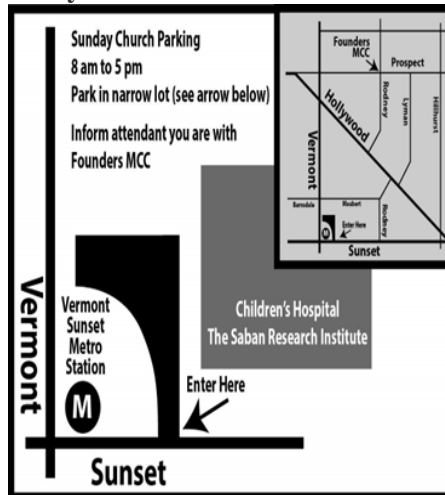 Sunday Church Parking
8 am to 5 pm
Park in narrow lot (see arrow below)
Inform attendant you are with
Founders MCC
Founders
MCC
Prospect
Rodney
Lyman
Hillhurst
Hollywood
Vermont
Barnsdale
Rodney
M
Enter Here
Sunset
Vermont
Vermont
Sunset
Metro
Station
M
Children's Hospital
The Saban Research Institute
Enter Here
Sunset